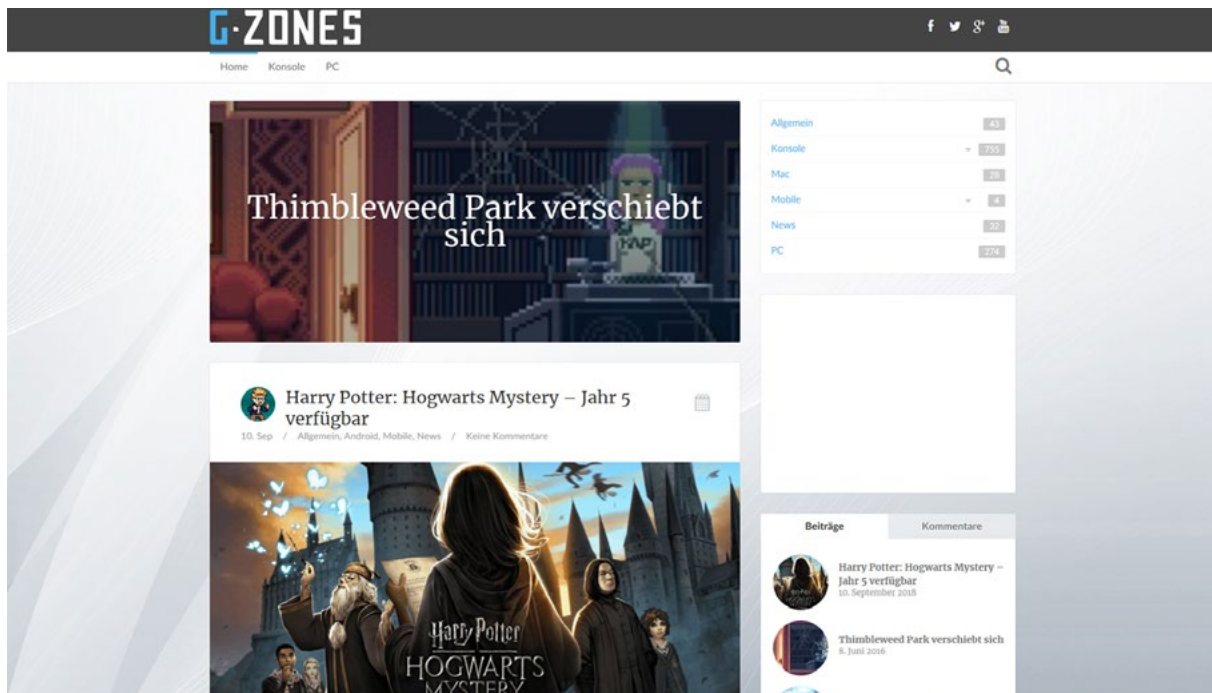 G·ZONES
Home Konsole PC
Thimbleweed Park verschiebt
sich
Allgemein 43
Konsole 755
Mac 28
Mobile 4
News 32
PC 274
Harry Potter: Hogwarts Mystery – Jahr 5
verfügbar
10. Sep / Allgemein, Android, Mobile, News / Keine Kommentare
Harry Potter
HOGWARTS
MYSTERY
Beiträge Kommentare
Harry Potter: Hogwarts Mystery –
Jahr 5 verfügbar
10. September 2018
Thimbleweed Park verschiebt sich
8. Juni 2016